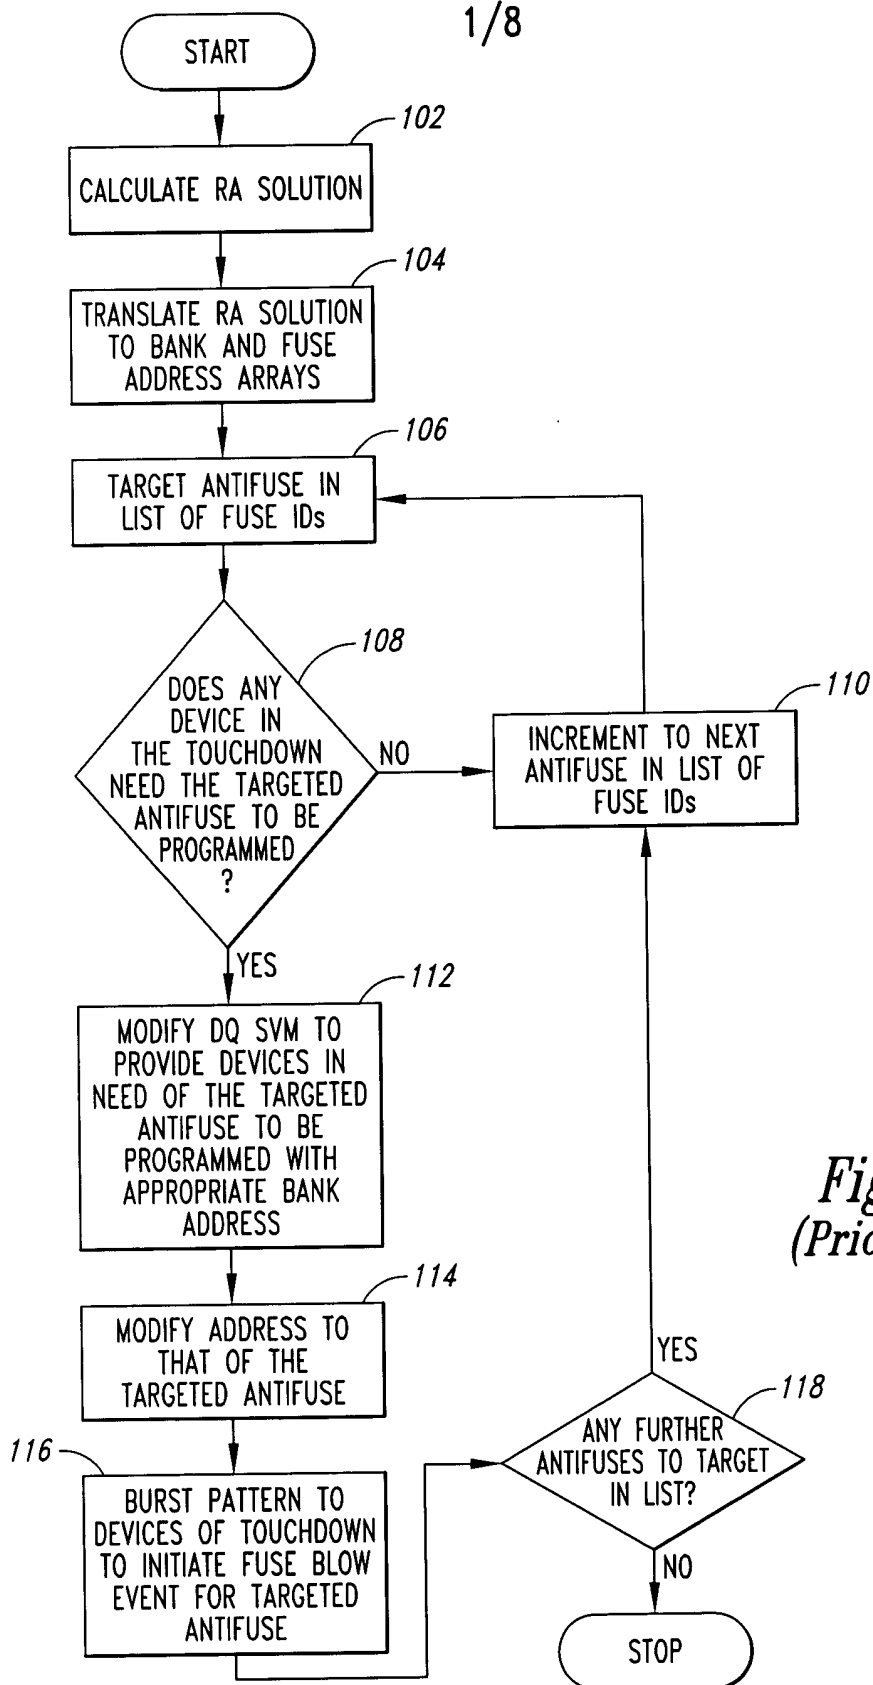 1/8
START
102
CALCULATE RA SOLUTION
104
TRANSLATE RA SOLUTION
TO BANK AND FUSE
ADDRESS ARRAYS
106
TARGET ANTIFUSE IN
LIST OF FUSE IDs
108
DOES ANY
DEVICE IN
THE TOUCHDOWN
NEED THE TARGETED
ANTIFUSE TO BE
PROGRAMMED
?
NO
110
INCREMENT TO NEXT
ANTIFUSE IN LIST OF
FUSE IDs
YES
112
MODIFY DQ SVM TO
PROVIDE DEVICES IN
NEED OF THE TARGETED
ANTIFUSE TO BE
PROGRAMMED WITH
APPROPRIATE BANK
ADDRESS
114
MODIFY ADDRESS TO
THAT OF THE
TARGETED ANTIFUSE
116
BURST PATTERN TO
DEVICES OF TOUCHDOWN
TO INITIATE FUSE BLOW
EVENT FOR TARGETED
ANTIFUSE
YES
118
ANY FURTHER
ANTIFUSES TO TARGET
IN LIST?
NO
STOP